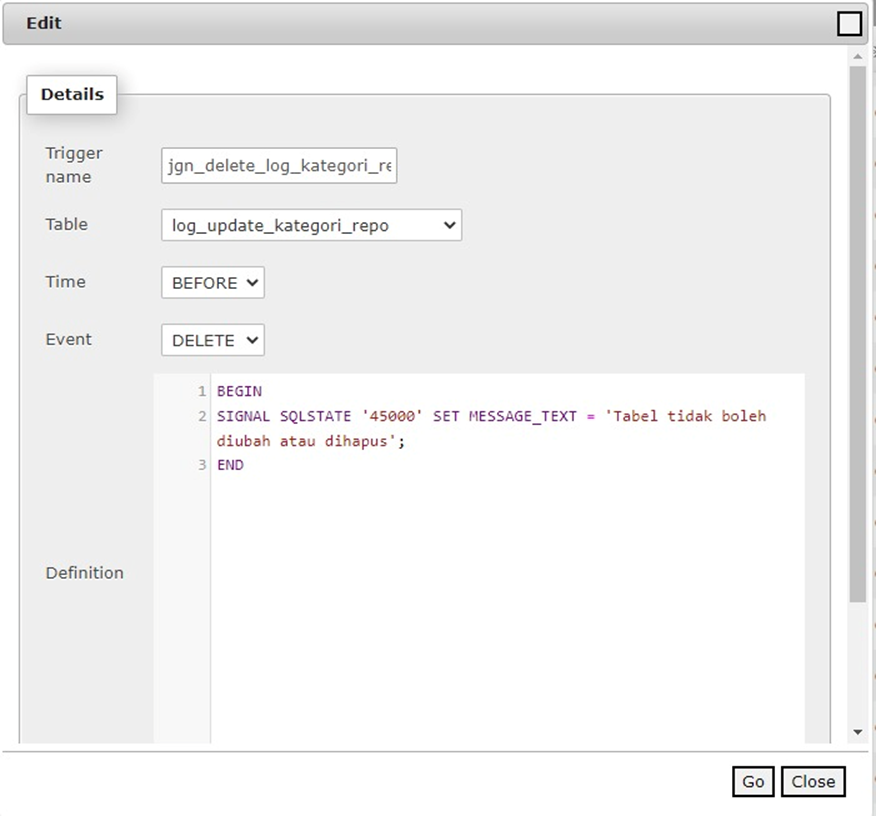 Edit
Details
Trigger
name
jgn_delete_log_kategori_re
Table
log_update_kategori_repo
Time
BEFORE
Event
DELETE
Definition
1 BEGIN
2 SIGNAL SQLSTATE '45000' SET MESSAGE_TEXT = 'Tabel tidak boleh
diubah atau dihapus';
3 END
Go
Close